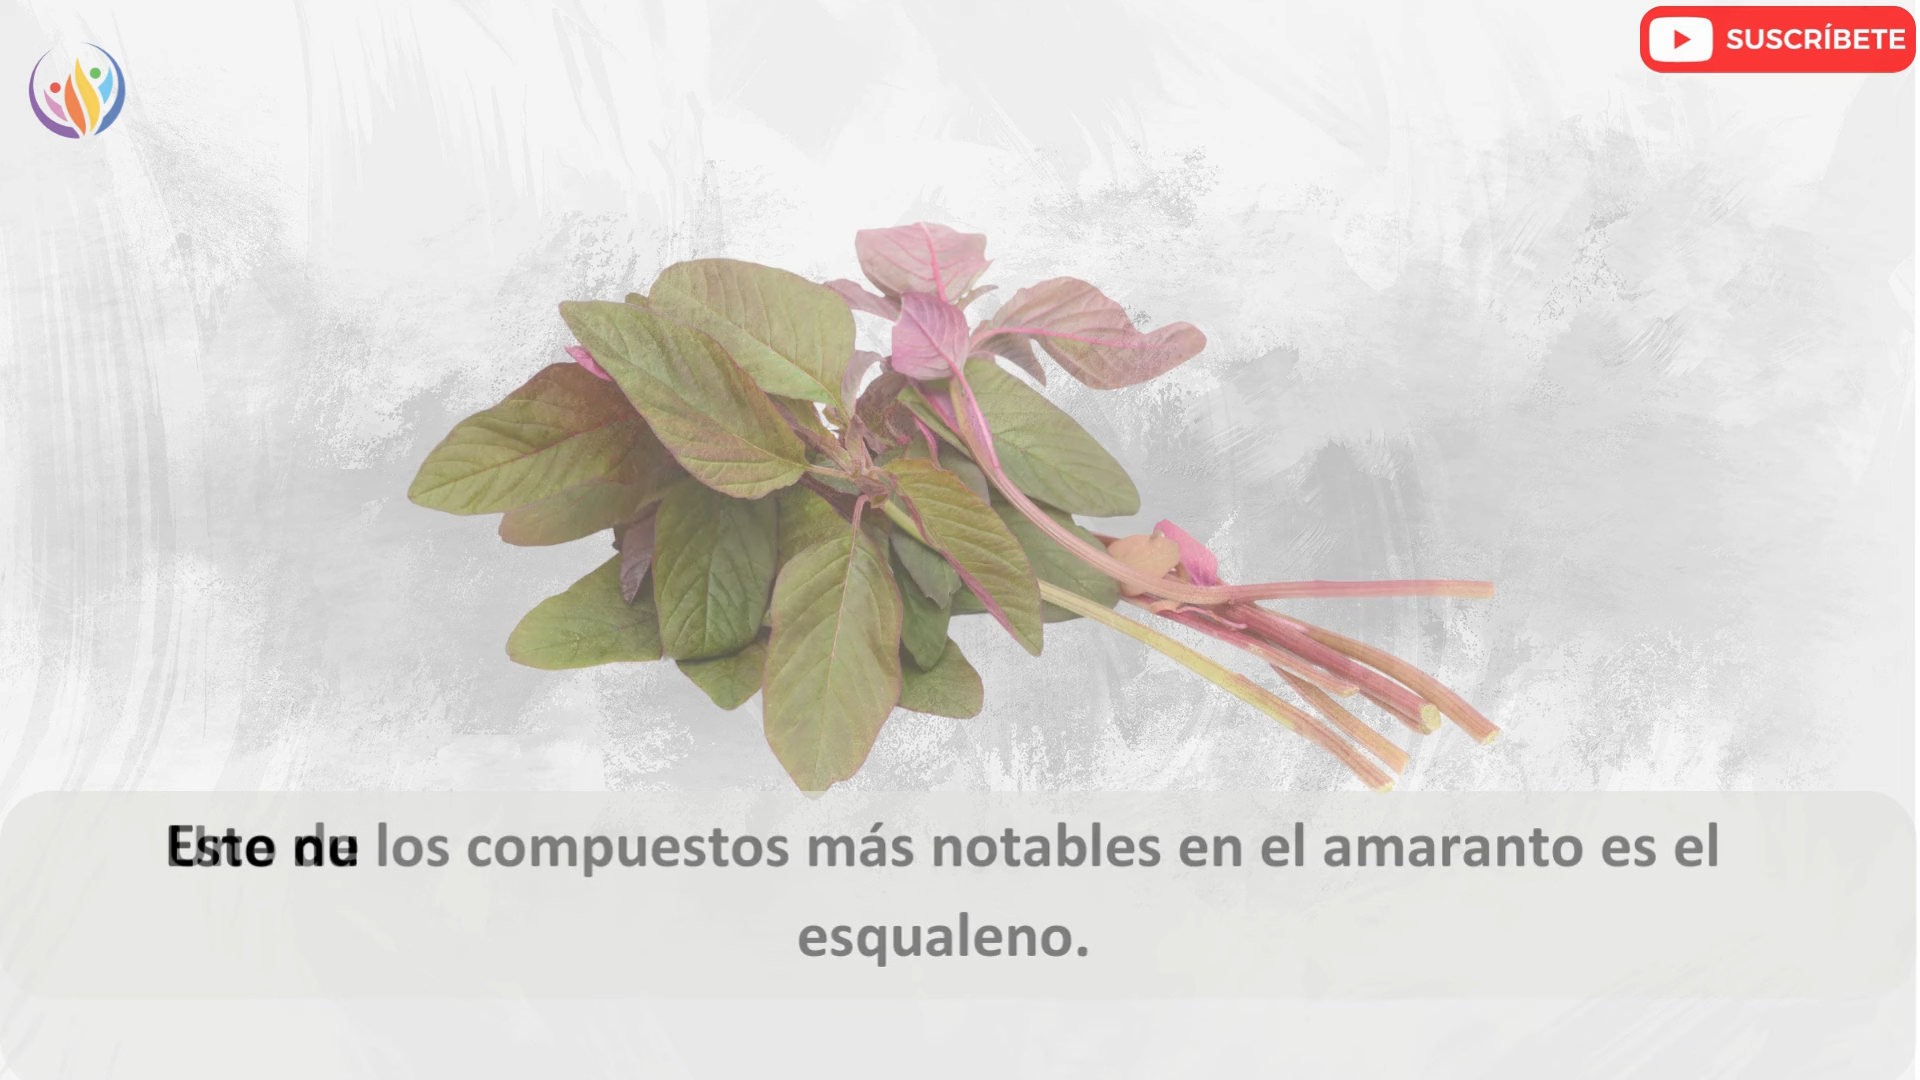 SUSCRÍBETE
los compuestos más notables en el amaranto es el
esqualeno.